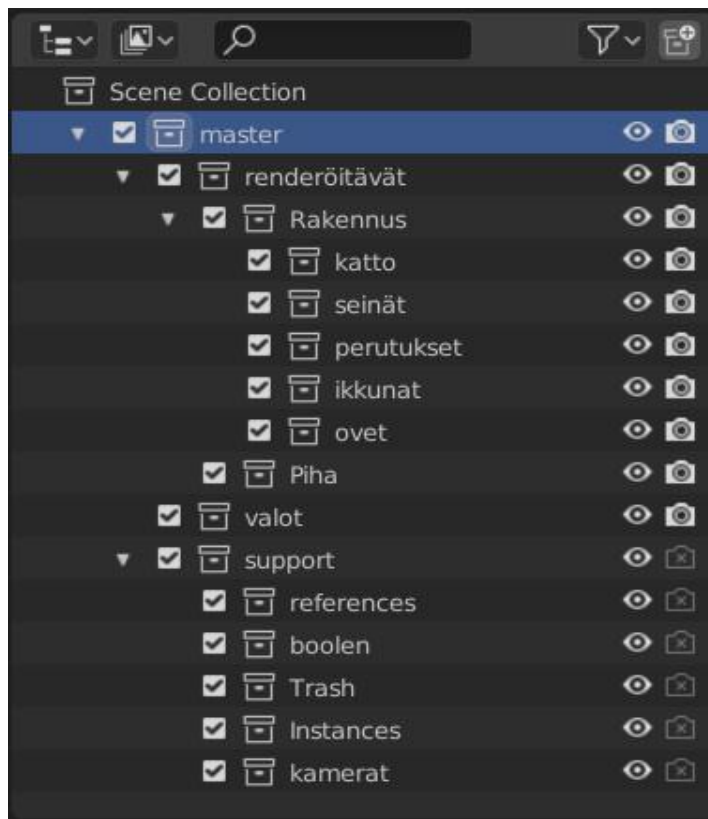 Scene Collection
master
renderöitävät
Rakennus
katto
seinät
perutukset
ikkunat
ovet
Piha
valot
support
references
boolen
Trash
Instances
kamerat